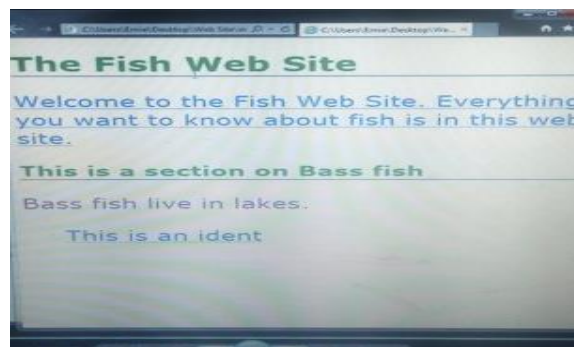 The Fish Web Site
Welcome to the Fish Web Site. Everything
you want to know about fish is in this web
site.
This is a section on Bass fish
Bass fish live in lakes.
This is an ident